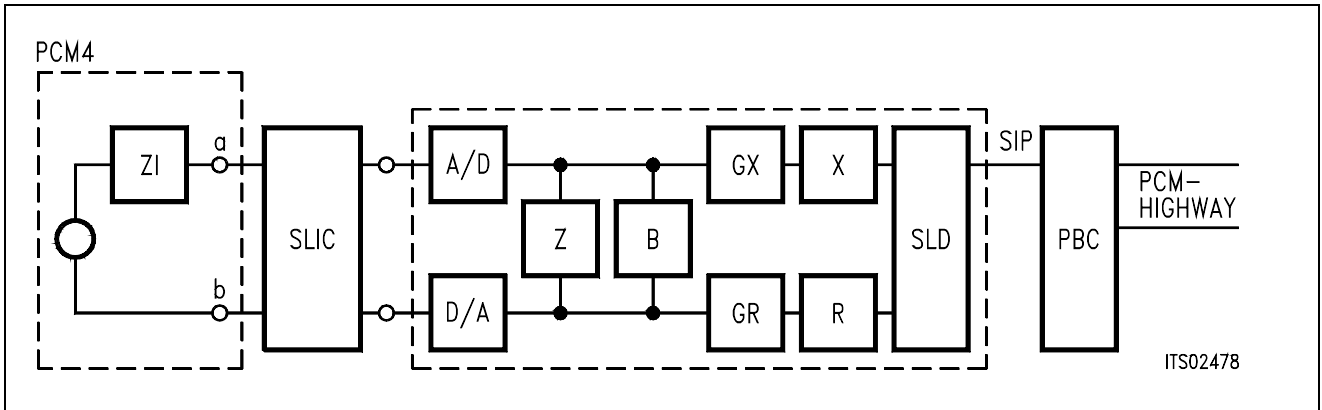 PCM4
ZI
a
b
SLIC
A/D
D/A
Z
B
GX
X
GR
R
SLD
SIP
PBC
PCM-
HIGHWAY
ITS02478